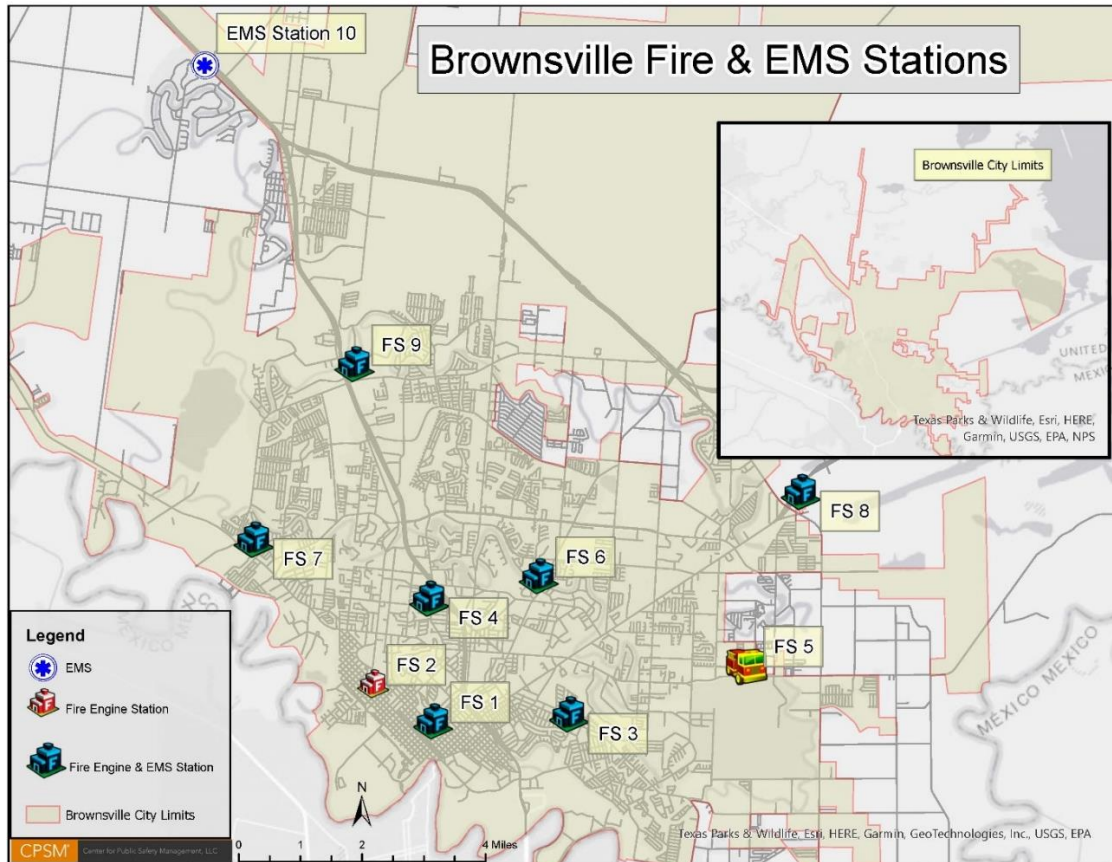 EMS Station 10
Brownsville Fire & EMS Stations
Brownsville City Limits
UNITED
MEXICO
Texas Parks & Wildlife, Esri, HERE,
Garmin, USGS, EPA, NPS
FS 9
FS 8
FS 7
FS 6
FS 4
FS 5
FS 2
FS 1
FS 3
MEXICO
MEXICO MEXICO
Legend
EMS
F
Fire Engine Station
F
Fire Engine & EMS Station
Brownsville City Limits
N
Texas Parks & Wildlife, Esri, HERE, Garmin, GeoTechnologies, Inc., USGS, EPA
CPSM
Center for Public Safety Management, LLC
0 2 4 Miles